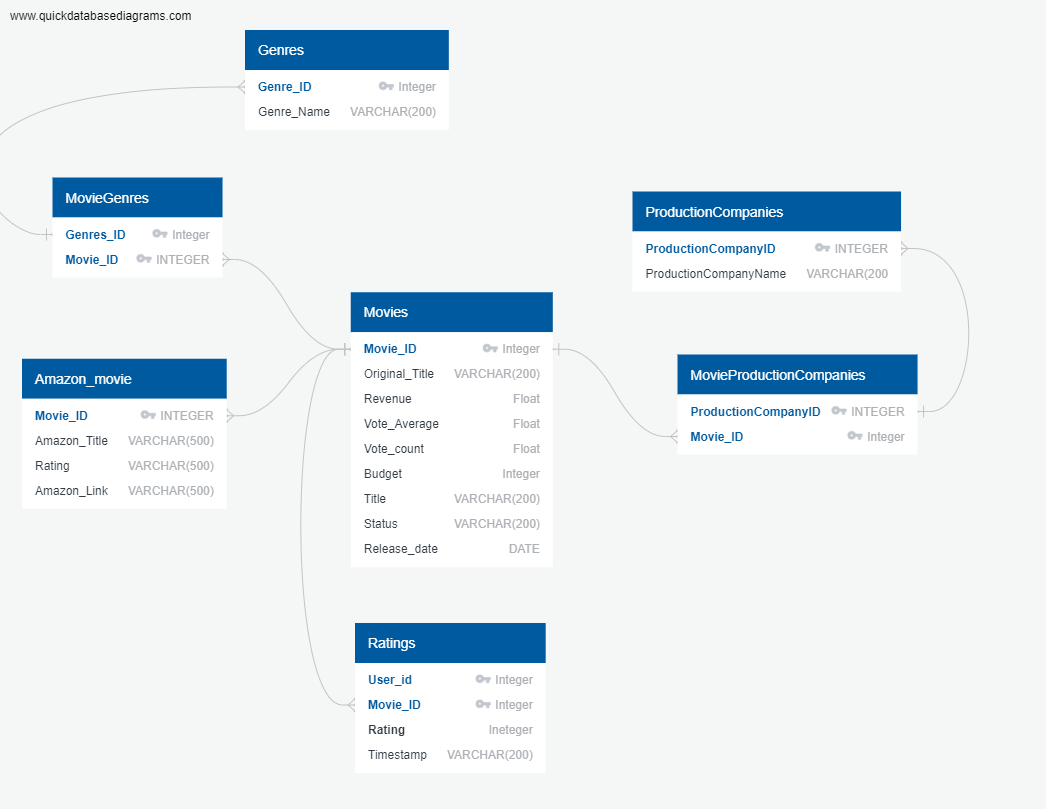 www.quickdatabasediagrams.com
Genres
Genre_ID Integer
Genre_Name VARCHAR(200)
MovieGenres
Genres_ID Integer
Movie_ID INTEGER
ProductionCompanies
ProductionCompanyID INTEGER
ProductionCompanyName VARCHAR(200
Movies
Movie_ID Integer
Original_Title VARCHAR(200)
Revenue Float
Vote_Average Float
Vote_count Float
Budget Integer
Title VARCHAR(200)
Status VARCHAR(200)
Release_date DATE
Amazon_movie
Movie_ID INTEGER
Amazon_Title VARCHAR(500)
Rating VARCHAR(500)
Amazon_Link VARCHAR(500)
MovieProductionCompanies
ProductionCompanyID INTEGER
Movie_ID Integer
Ratings
User_id Integer
Movie_ID Integer
Rating Ineteger
Timestamp VARCHAR(200)